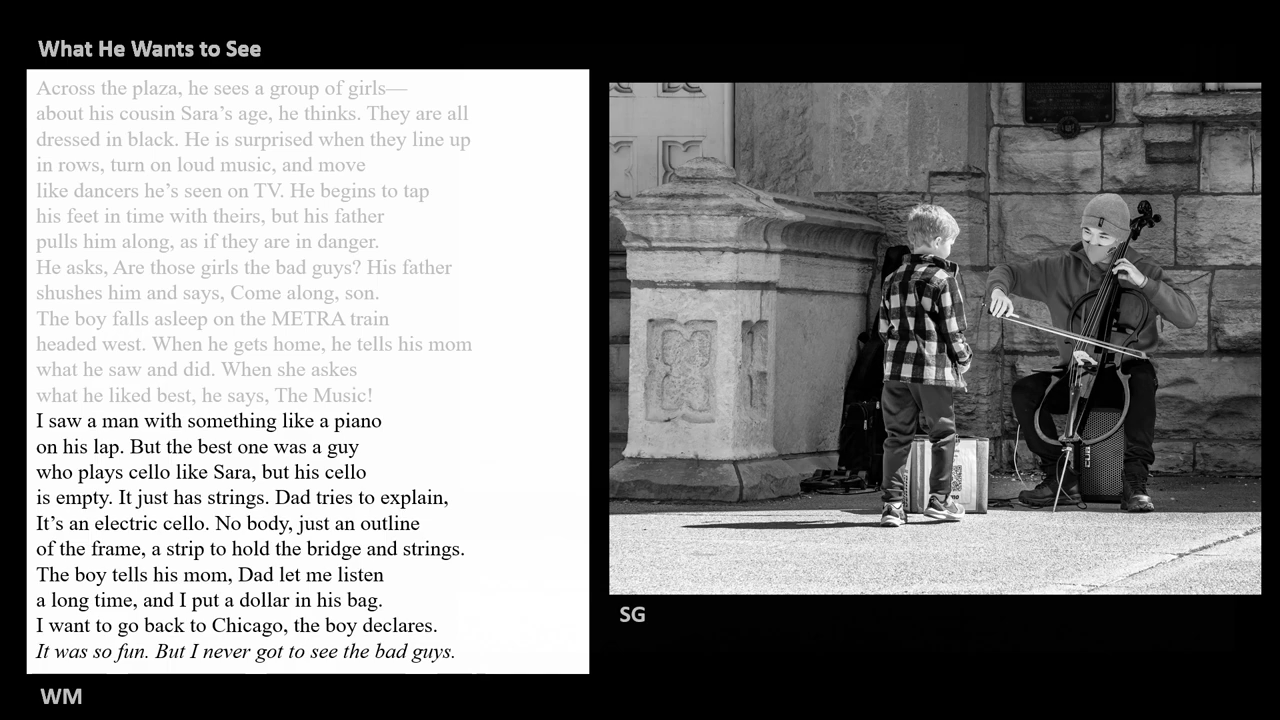 What He Wants to See
Across the plaza, he sees a group of girls—
about his cousin Sara’s age, he thinks. They are all
dressed in black. He is surprised when they line up
in rows, turn on loud music, and move
like dancers he’s seen on TV. He begins to tap
his feet in time with theirs, but his father
pulls him along, as if they are in danger.
He asks, Are those girls the bad guys? His father
shushes him and says, Come along, son.
The boy falls asleep on the METRA train
headed west. When he gets home, he tells his mom
what he saw and did. When she askes
what he liked best, he says, The Music!
I saw a man with something like a piano
on his lap. But the best one was a guy
who plays cello like Sara, but his cello
is empty. It just has strings. Dad tries to explain,
It’s an electric cello. No body, just an outline
of the frame, a strip to hold the bridge and strings.
The boy tells his mom, Dad let me listen
a long time, and I put a dollar in his bag.
I want to go back to Chicago, the boy declares.
It was so fun. But I never got to see the bad guys.
WM
SG